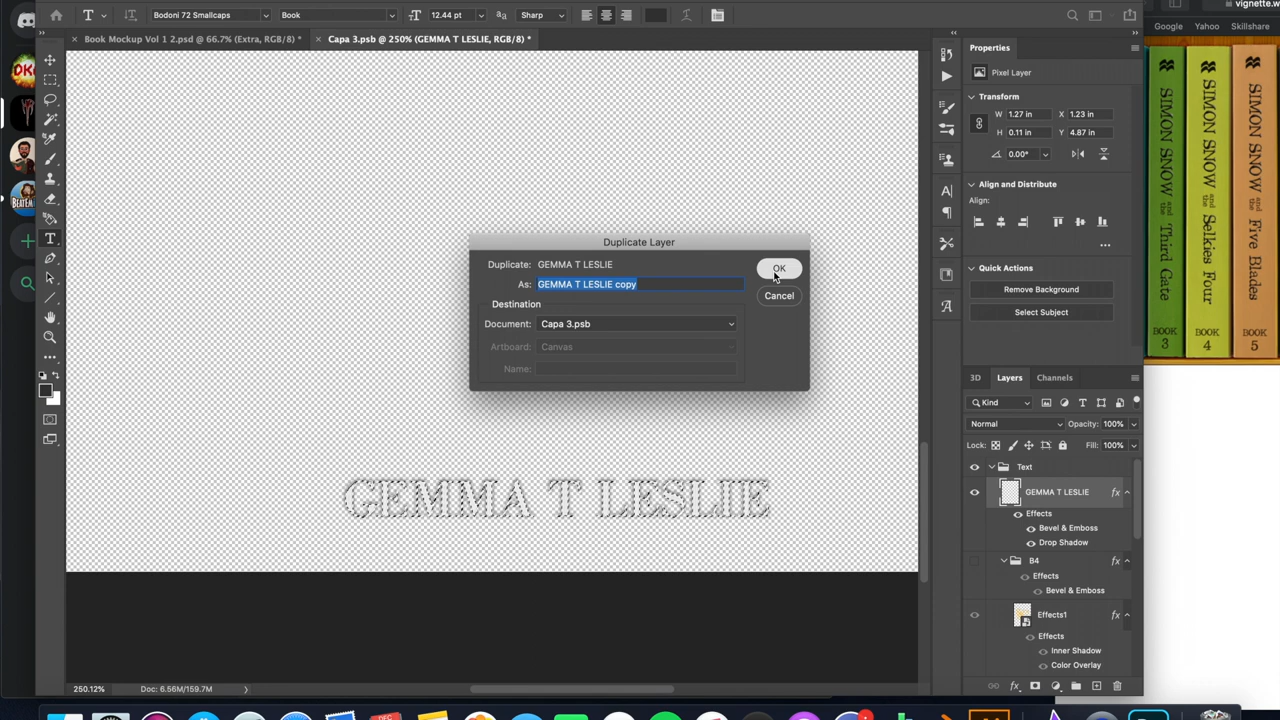 Bodoni 72 Smallcaps
Book
12.44 pt
Sharp
vignette.w
Google Yahoo Skillshare
Book Mockup Vol 1 2.psd @ 66.7% (Extra, RGB/8) *
Capa 3.psb @ 250% (GEMMA T LESLIE, RGB/8) *
Properties
Pixel Layer
Transform
W 1.27 in X 1.23 in
H 0.11 in Y 4.87 in
0.00°
Align and Distribute
Align:
Quick Actions
Remove Background
Select Subject
3D Layers Channels
Kind
Normal Opacity: 100%
Lock: Fill: 100%
Text
GEMMA T LESLIE fx
Effects
Bevel & Emboss
Drop Shadow
B4 fx
Effects
Bevel & Emboss
Effects1 fx
Effects
Inner Shadow
Color Overlay
Duplicate Layer
Duplicate: GEMMA T LESLIE
As: GEMMA T LESLIE copy
Destination
Document: Capa 3.psb
Artboard: Canvas
Name:
OK
Cancel
GEMMA T LESLIE
SIMON SNOW and the Third Gate
BOOK
3
SIMON SNOW and the Selkies Four
BOOK
4
SIMON SNOW and the Five Blades
BOOK
5
250.12% Doc: 6.56M/159.7M
DEC